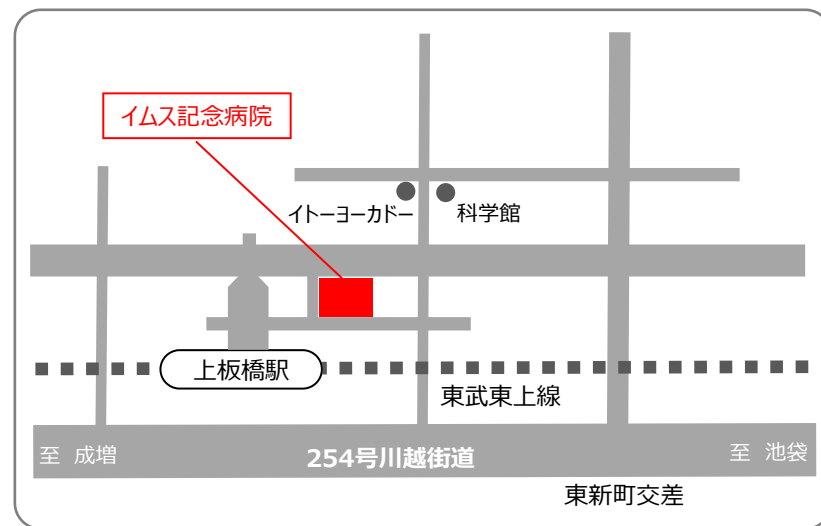 イムス記念病院
イトーヨーカドー
科学館
上板橋駅
東武東上線
至 成増
254号川越街道
至 池袋
東新町交差